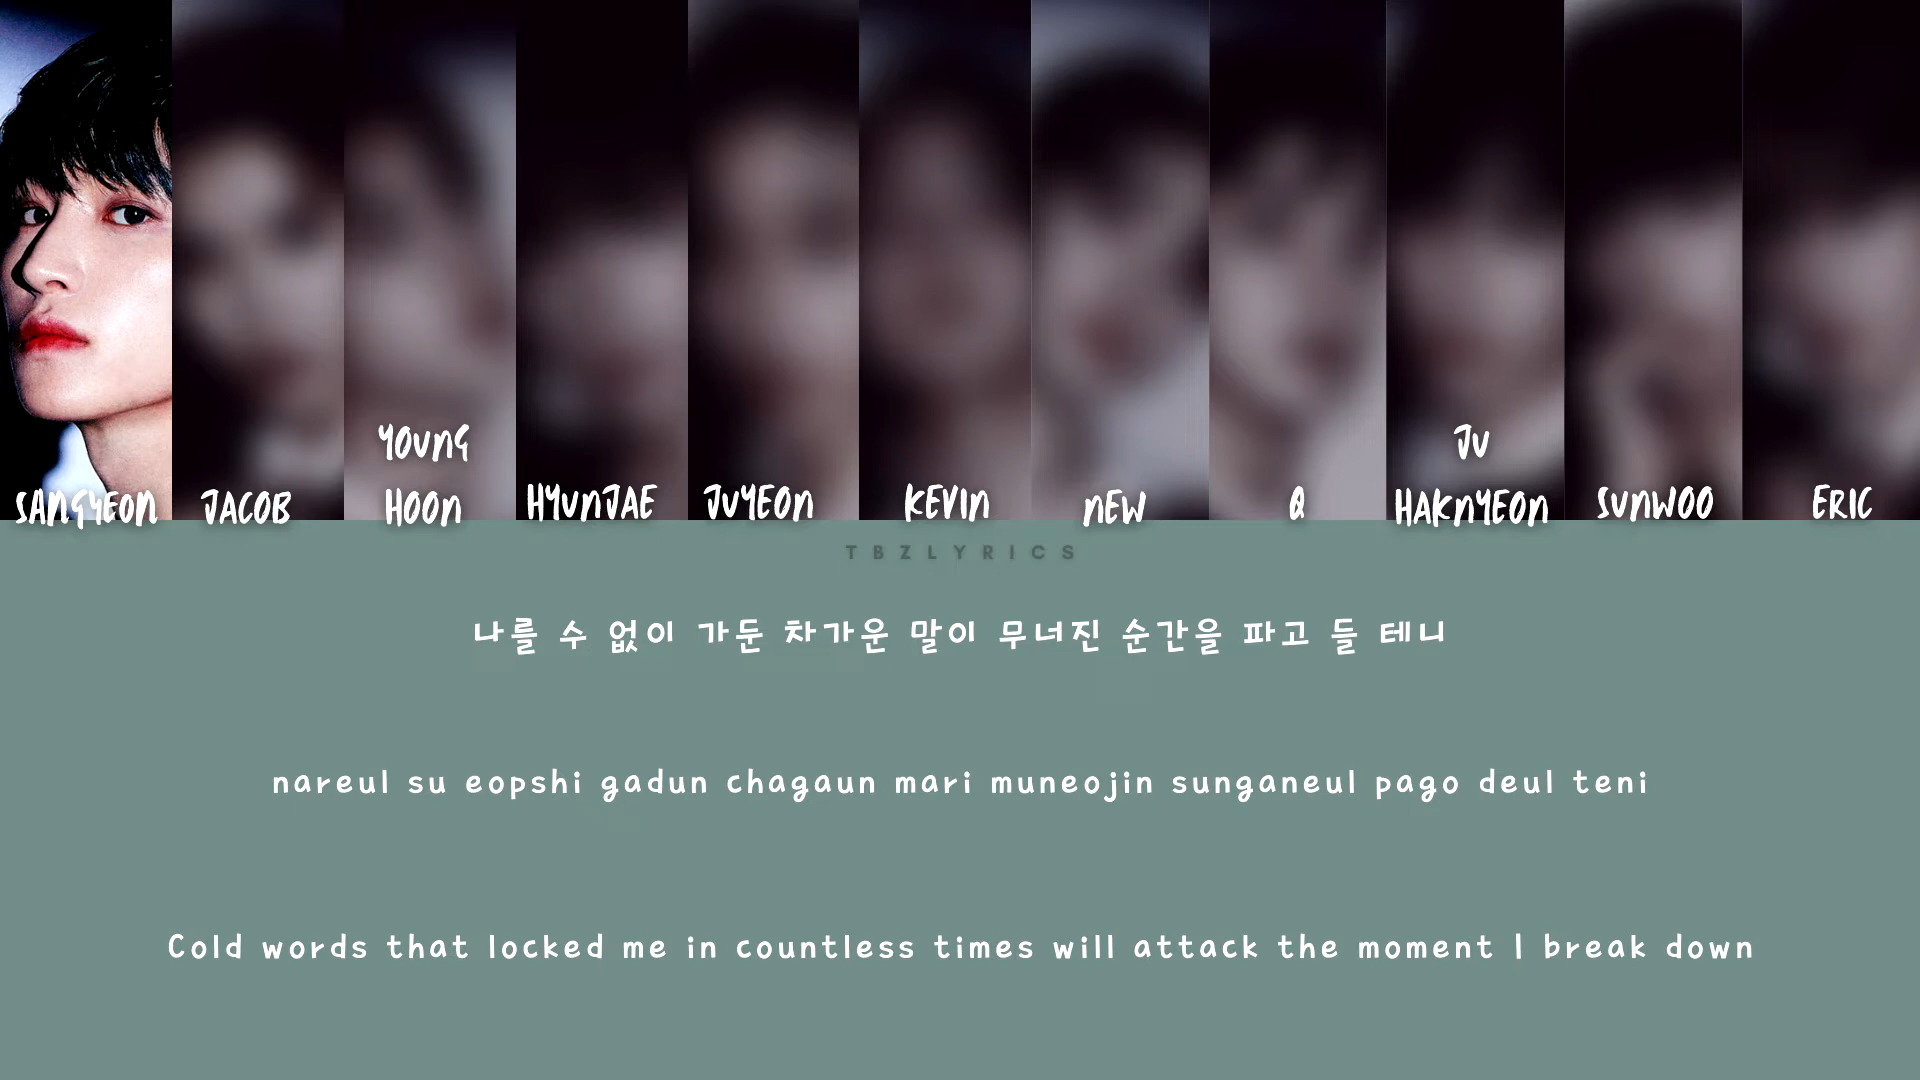 SANGYEON
JACOB
YOUNG
HOON
HYUNJAE
JUYEON
KEVIN
NEW
Q
JU
HAKNYEON
SUNWOO
ERIC
TBZLYRICS
나를 수 없이 가둔 차가운 말이 무너진 순간을 파고 들 테니
nareul su eopshi gadun chagaun mari muneojin sunganeul pago deul teni
Cold words that locked me in countless times will attack the moment I break down